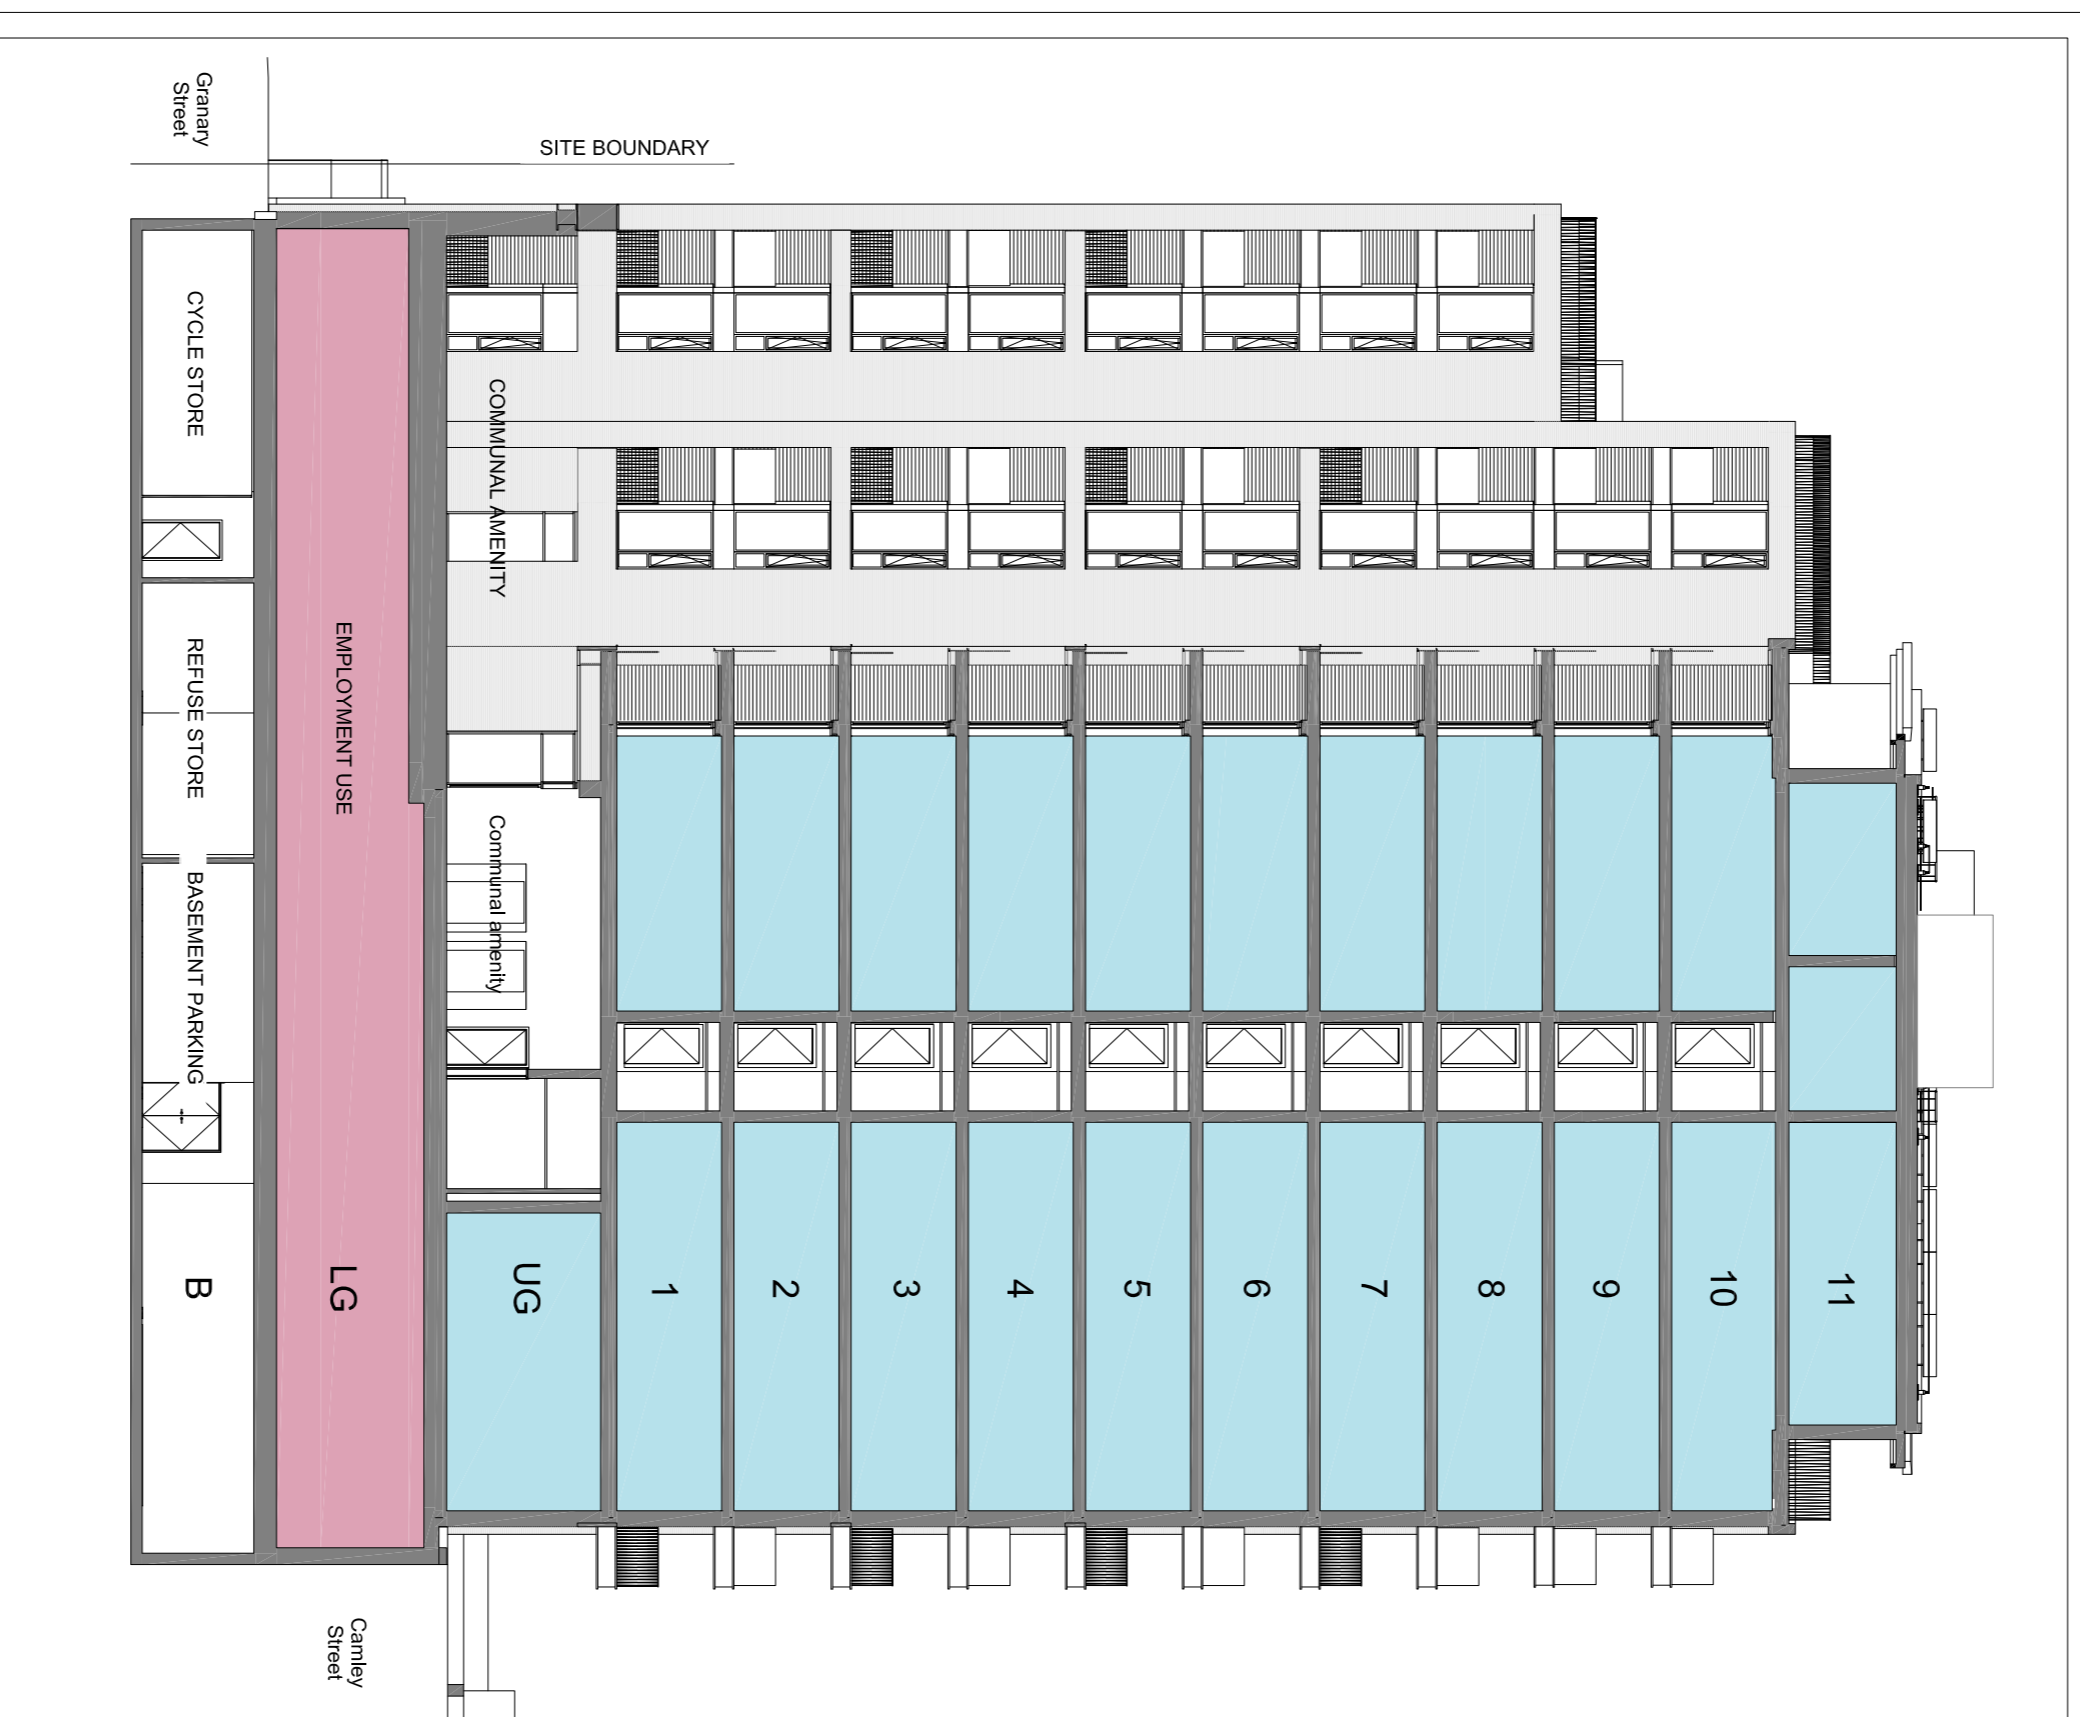 SITE BOUNDARY
Granary
Street
11
10
9
8
7
6
5
4
3
2
1
COMMUNAL AMENITY
Communal amenity
UG
EMPLOYMENT USE
LG
CYCLE STORE
REFUSE STORE
BASEMENT PARKING
B
Camley
Street